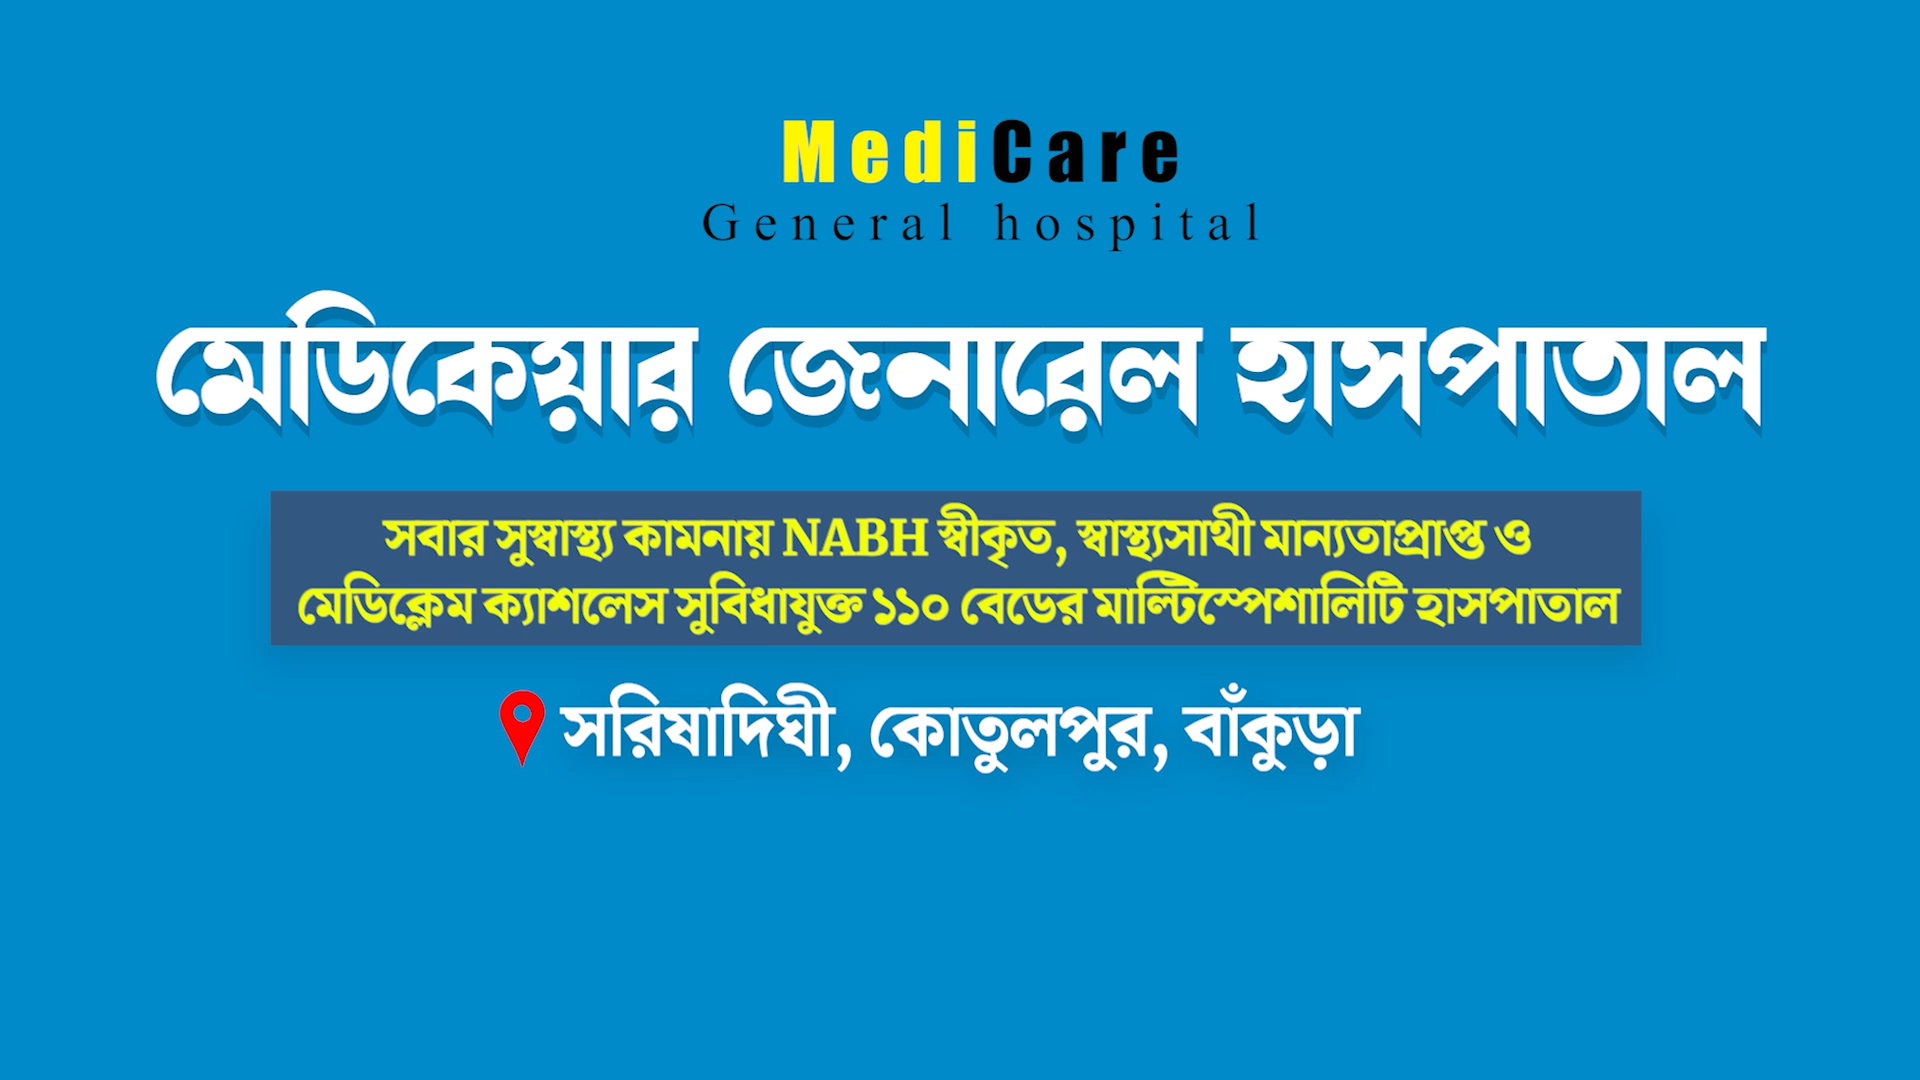 MediCare
General hospital
মেডিকেয়ার জেনারেল হাসপাতাল
সবার সুস্বাস্থ্য কামনায় NABH স্বীকৃত, স্বাস্থ্যসাথী মান্যতাপ্রাপ্ত ও
মেডিক্লেম ক্যাশলেস সুবিধাযুক্ত ১১০ বেডের মাল্টিস্পেশালিটি হাসপাতাল
সরিষাদিঘী, কোতুলপুর, বাঁকুড়া